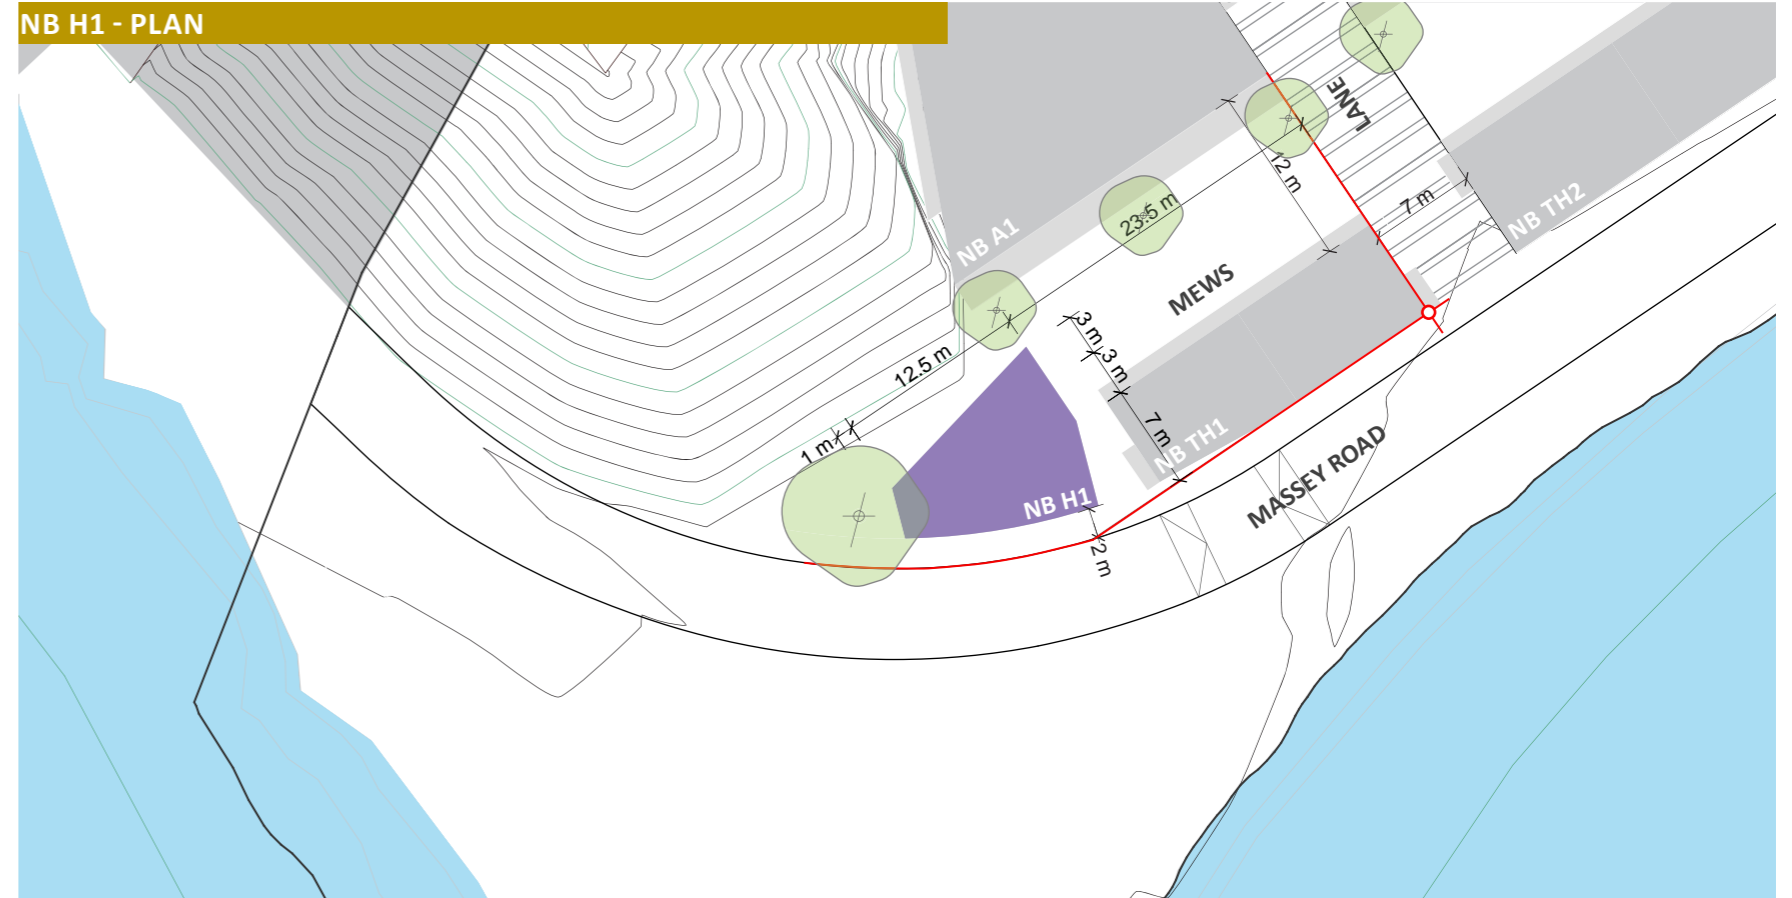 NB H1 - PLAN
LANE
12 m
7 m
NB TH2
23.5 m
NB A1
MEWS
3 m
3 m
12.5 m
7 m
1 m
NB TH1
MASSEY ROAD
NB H1
2 m